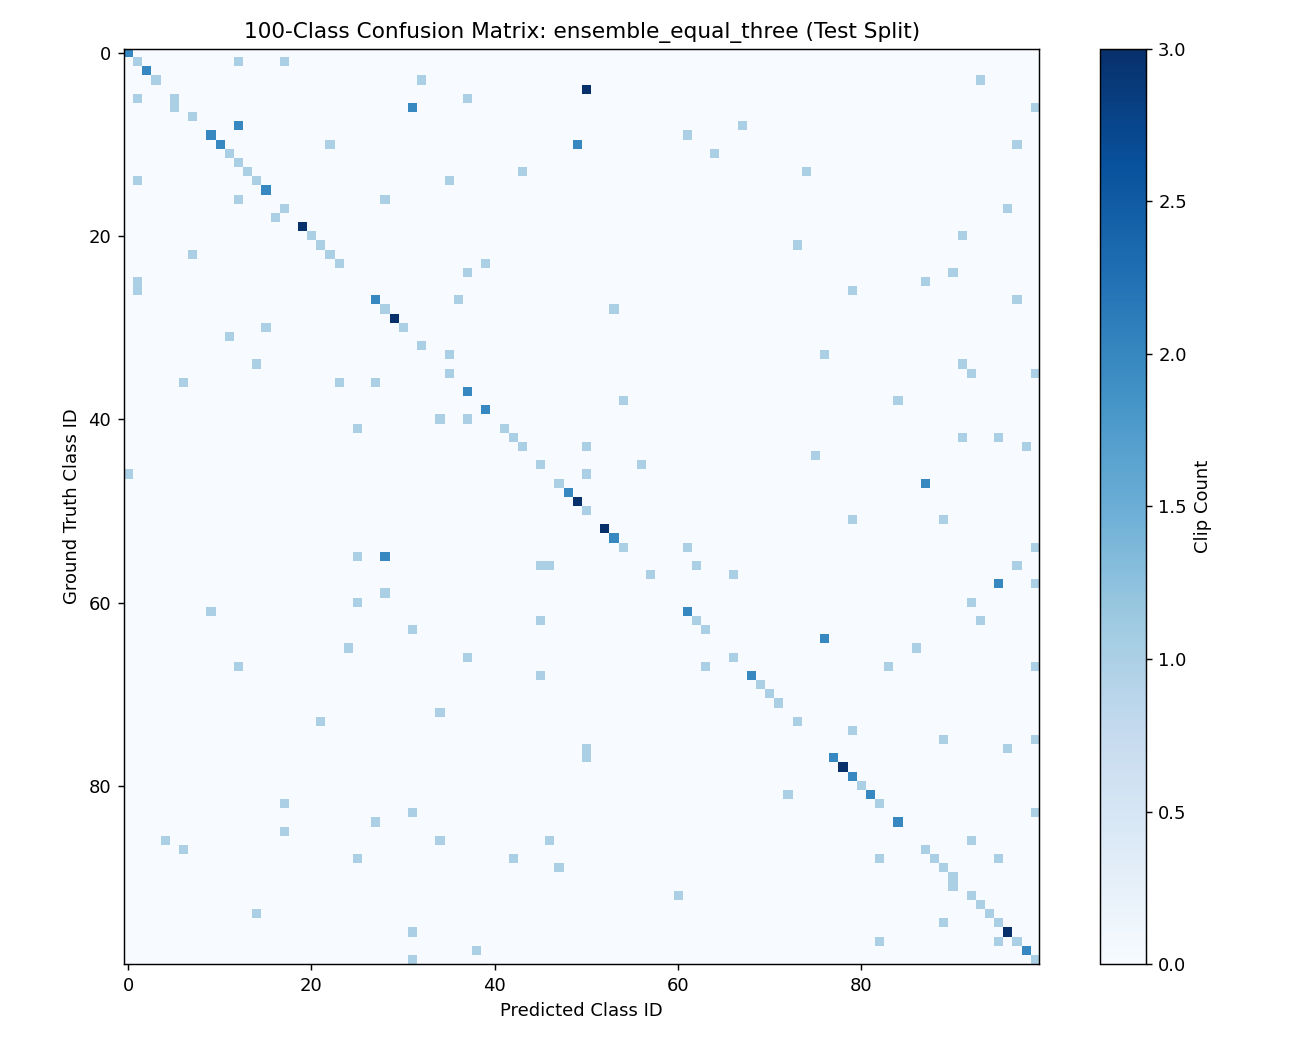 100-Class Confusion Matrix: ensemble_equal_three (Test Split)
Ground Truth Class ID
0
20
40
60
80
0 20 40 60 80
Predicted Class ID
3.0
2.5
2.0
1.5
1.0
0.5
0.0
Clip Count